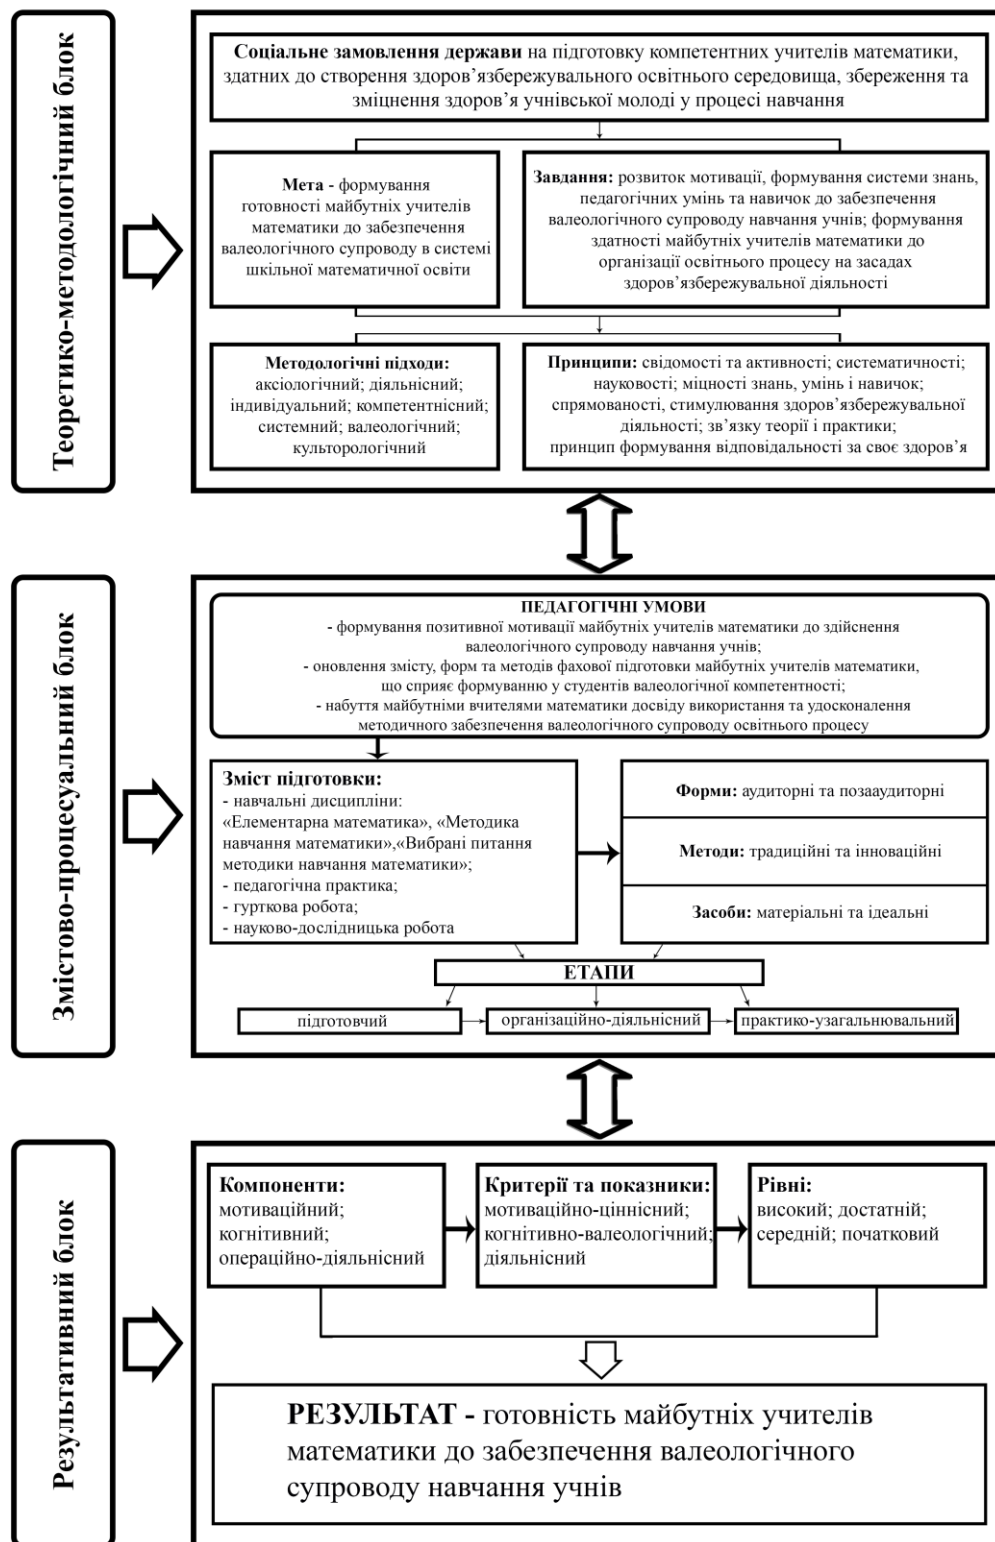 Теоретико-методологічний блок
Соціальне замовлення держави на підготовку компетентних учителів математики,
здатних до створення здоров’язбережувального освітнього середовища, збереження та
зміцнення здоров’я учнівської молоді у процесі навчання
Мета - формування
готовності майбутніх учителів
математики до забезпечення
валеологічного супроводу в системі
шкільної математичної освіти
Завдання: розвиток мотивації, формування системи знань,
педагогічних умінь та навичок до забезпечення
валеологічного супроводу навчання учнів; формування
здатності майбутніх учителів математики до
організації освітнього процесу на засадах
здоров’язбережувальної діяльності
Методологічні підходи:
аксіологічний; діяльнісний;
індивідуальний; компетентнісний;
системний; валеологічний;
культорологічний
Принципи: свідомості та активності; систематичності;
науковості; міцності знань, умінь і навичок;
спрямованості, стимулювання здоров’язбережувальної
діяльності; зв’язку теорії і практики;
принцип формування відповідальності за своє здоров’я
Змістово-процесуальний блок
ПЕДАГОГІЧНІ УМОВИ
- формування позитивної мотивації майбутніх учителів математики до здійснення
валеологічного супроводу навчання учнів;
- оновлення змісту, форм та методів фахової підготовки майбутніх учителів математики,
що сприяє формуванню у студентів валеологічної компетентності;
- набуття майбутніми вчителями математики досвіду використання та удосконалення
методичного забезпечення валеологічного супроводу освітнього процесу
Зміст підготовки:
- навчальні дисципліни:
«Елементарна математика», «Методика
навчання математики»,«Вибрані питання
методики навчання математики»;
- педагогічна практика;
- гурткова робота;
- науково-дослідницька робота
Форми: аудиторні та позааудиторні
Методи: традиційні та інноваційні
Засоби: матеріальні та ідеальні
ЕТАПИ
підготовчий
організаційно-діяльнісний
практико-узагальнювальний
Результативний блок
Компоненти:
мотиваційний;
когнітивний;
операційно-діяльнісний
Критерії та показники:
мотиваційно-ціннісний;
когнітивно-валеологічний;
діяльнісний
Рівні:
високий; достатній;
середній; початковий
РЕЗУЛЬТАТ - готовність майбутніх учителів
математики до забезпечення валеологічного
супроводу навчання учнів